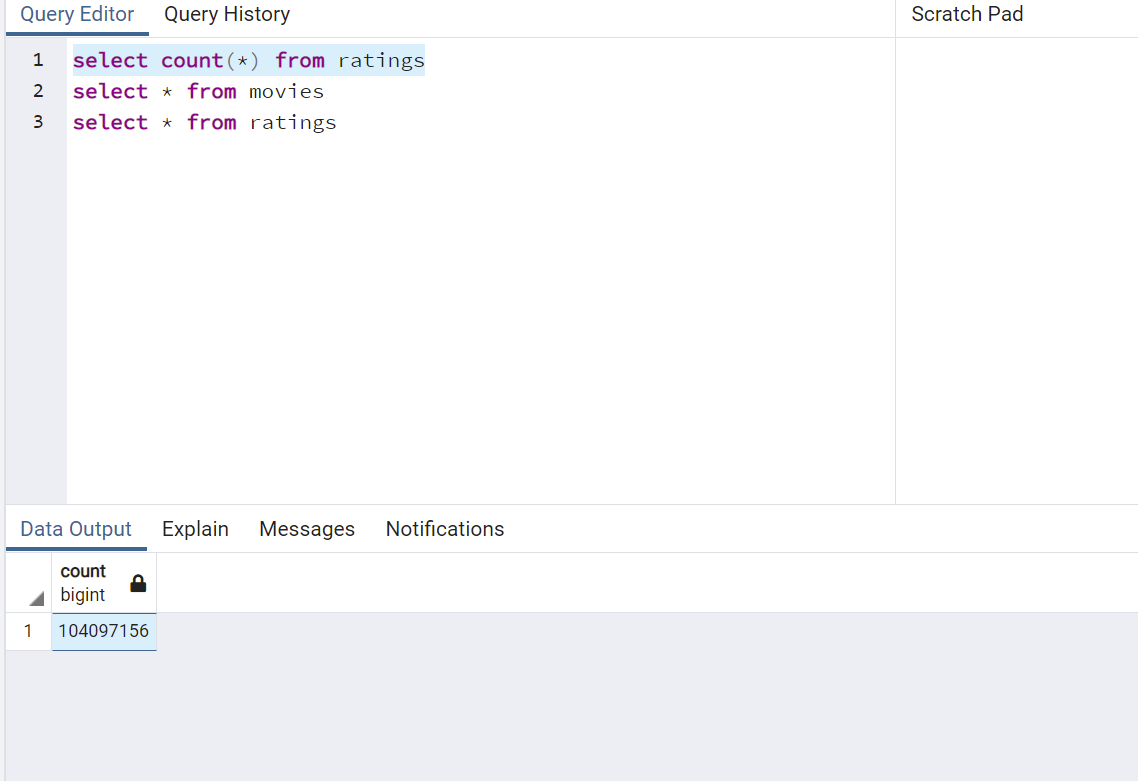 Query Editor Query History Scratch Pad
1 select count(*) from ratings
2 select * from movies
3 select * from ratings
Data Output Explain Messages Notifications
count
bigint
1 104097156